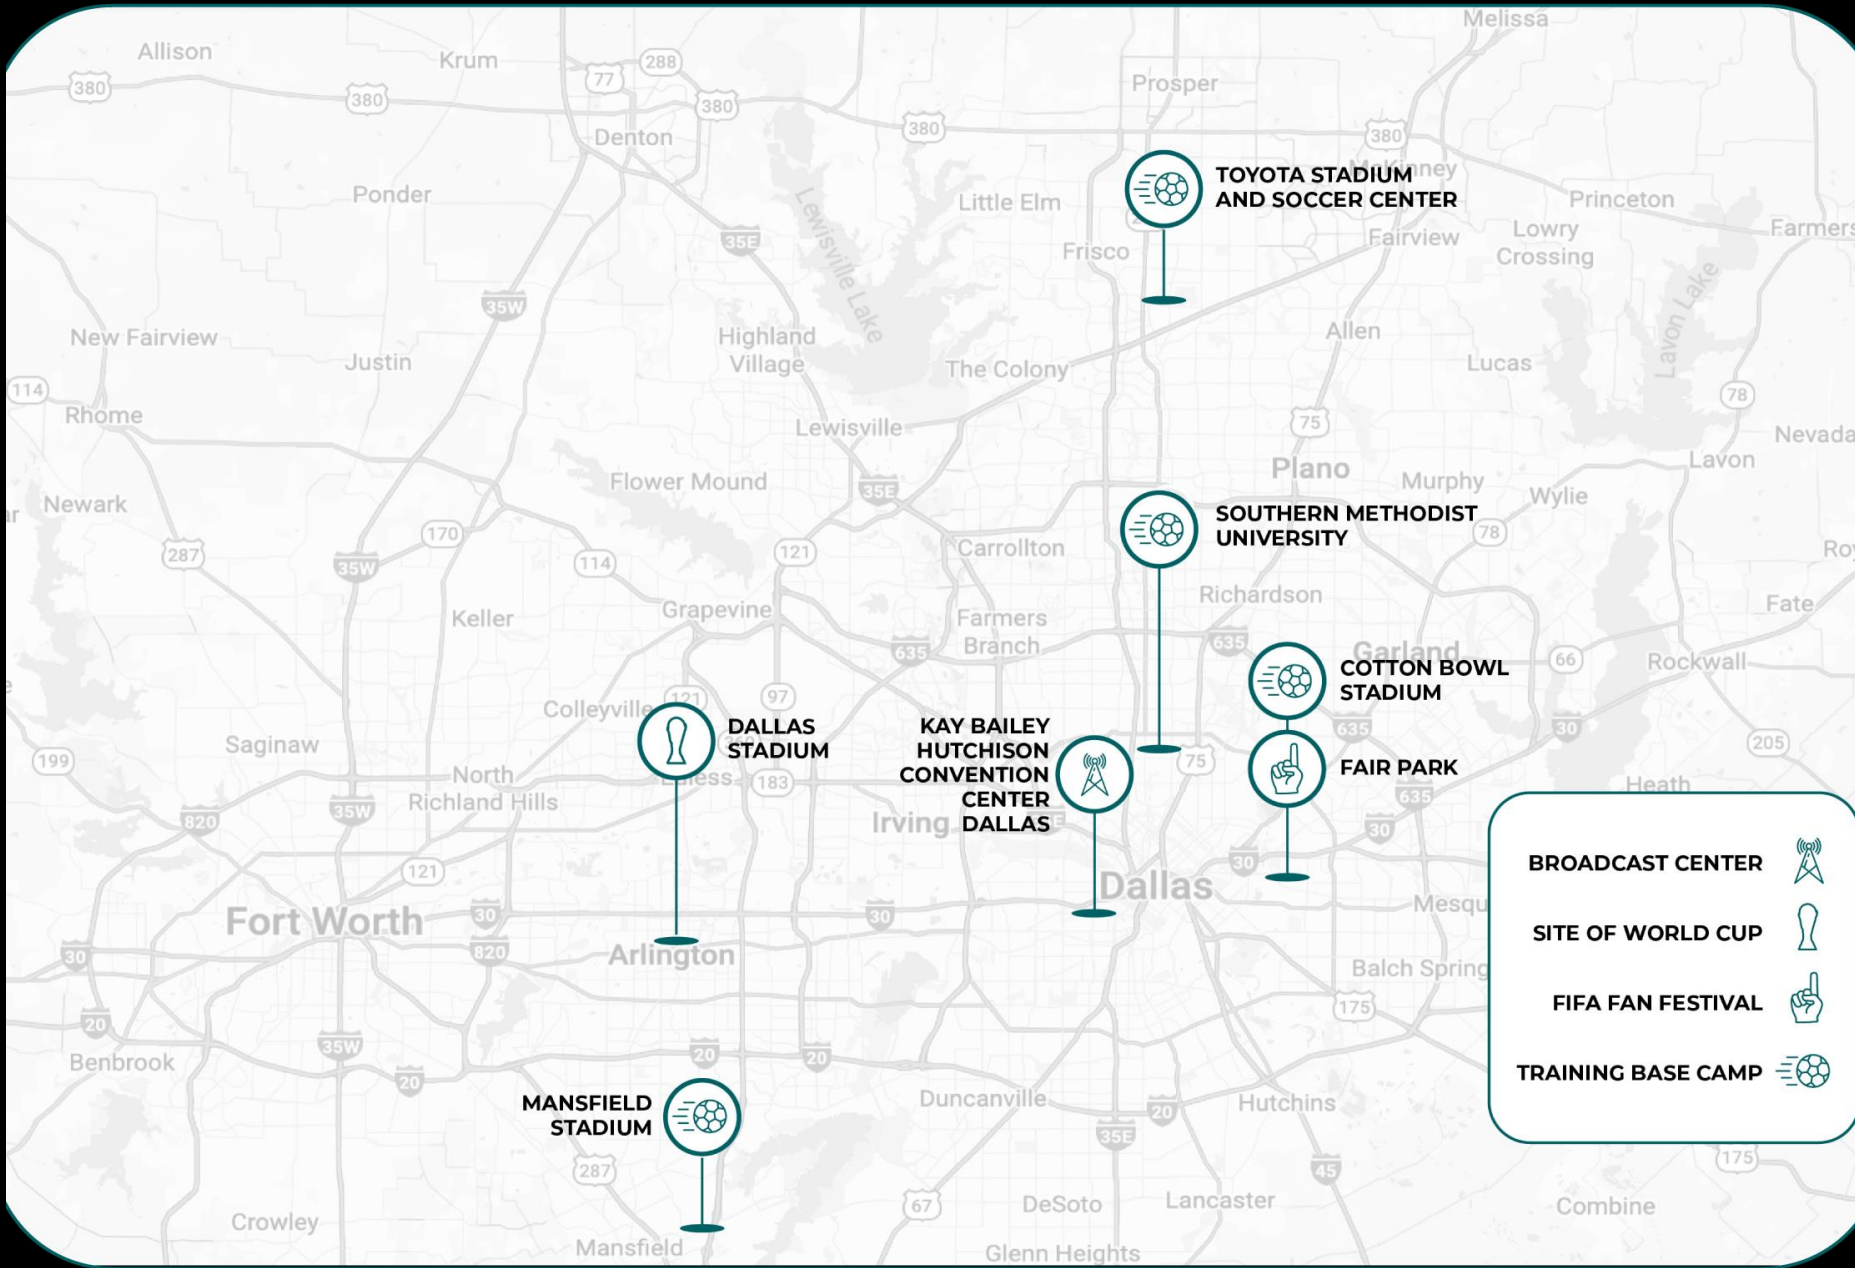 Melissa
Allison
Krum
288
77
380
380
380
380
380
Prosper
Denton
TOYOTA STADIUM
AND SOCCER CENTER
Ponder
Little Elm
Princeton
Lowry
Crossing
Farmers
Fairview
Frisco
35E
Lewisville Lake
Lavon Lake
35W
New Fairview
Highland
Village
Allen
Justin
The Colony
Lucas
114
78
Rhome
75
Lewisville
Nevada
Lavon
Plano
Flower Mound
Murphy
35E
Wylie
Newark
SOUTHERN METHODIST
UNIVERSITY
170
78
287
121
Carrollton
114
35W
Richardson
Keller
Grapevine
Farmers
Branch
Fate
635
635
Garland
66
Rockwall
COTTON BOWL
STADIUM
121
97
Colleyville
DALLAS
STADIUM
KAY BAILEY
HUTCHISON
CONVENTION
CENTER
DALLAS
635
30
205
Saginaw
199
75
FAIR PARK
North
Richland Hills
183
Heath
635
820
35W
Irving
30
30
121
BROADCAST CENTER
Dallas
Fort Worth
30
30
Mesqu
SITE OF WORLD CUP
820
30
Arlington
Balch Spring
FIFA FAN FESTIVAL
175
20
35W
20
20
Benbrook
20
TRAINING BASE CAMP
MANSFIELD
STADIUM
Duncanville
20
Hutchins
35E
287
45
175
67
DeSoto
Lancaster
Combine
Crowley
Mansfield
Glenn Heights